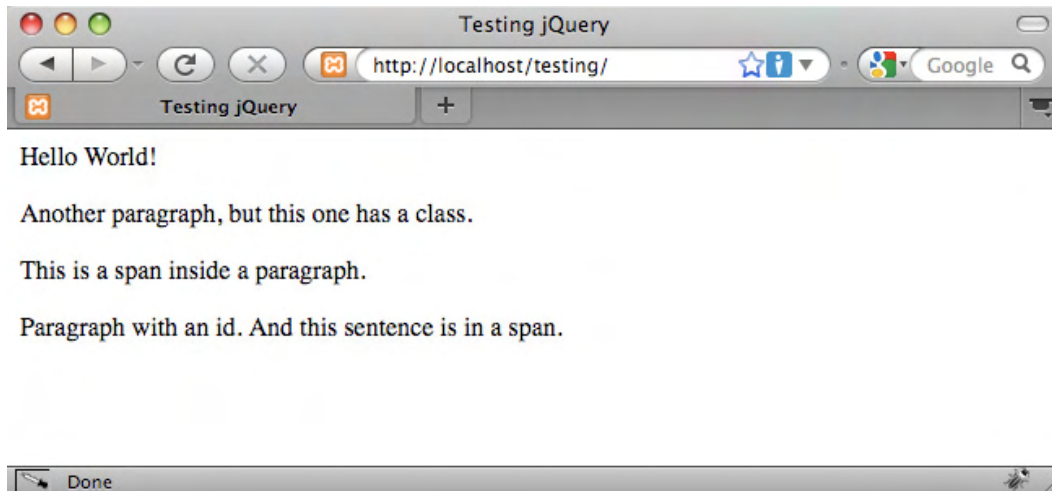 Testing jQuery
http://localhost/testing/
Google
Testing jQuery
Hello World!
Another paragraph, but this one has a class.
This is a span inside a paragraph.
Paragraph with an id. And this sentence is in a span.
Done